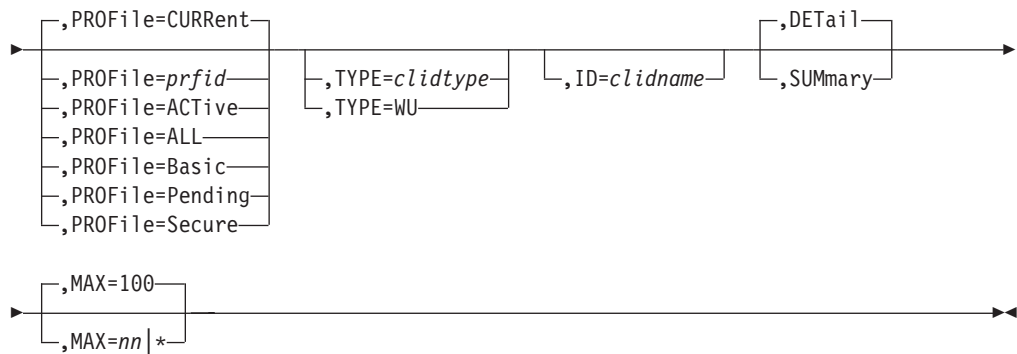 ,PROFile=CURRent ,DETail
,PROFile=prfid ,TYPE=clidtype ,ID=clidname ,SUMmary
,PROFile=ACTive ,TYPE=WU
,PROFile=ALL
,PROFile=Basic
,PROFile=Pending
,PROFile=Secure
,MAX=100
,MAX=nn|*